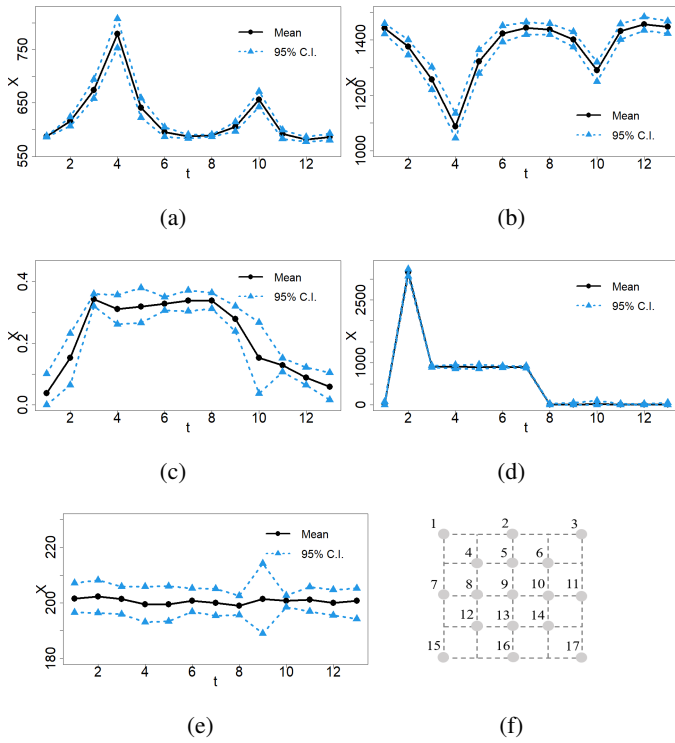 750
650
550
X
Mean
95% C.I.
2 4 6 8 10 12
t
(a)
1400
1200
1000
X
Mean
95% C.I.
2 4 6 8 10 12
t
(b)
0.4
0.2
0.0
X
Mean
95% C.I.
2 4 6 8 10 12
t
(c)
2500
1000
0
X
Mean
95% C.I.
2 4 6 8 10 12
t
(d)
220
200
180
X
Mean
95% C.I.
2 4 6 8 10 12
t
(e)
1 2 3
4 5 6
7 8 9 10 11
12 13 14
15 16 17
(f)